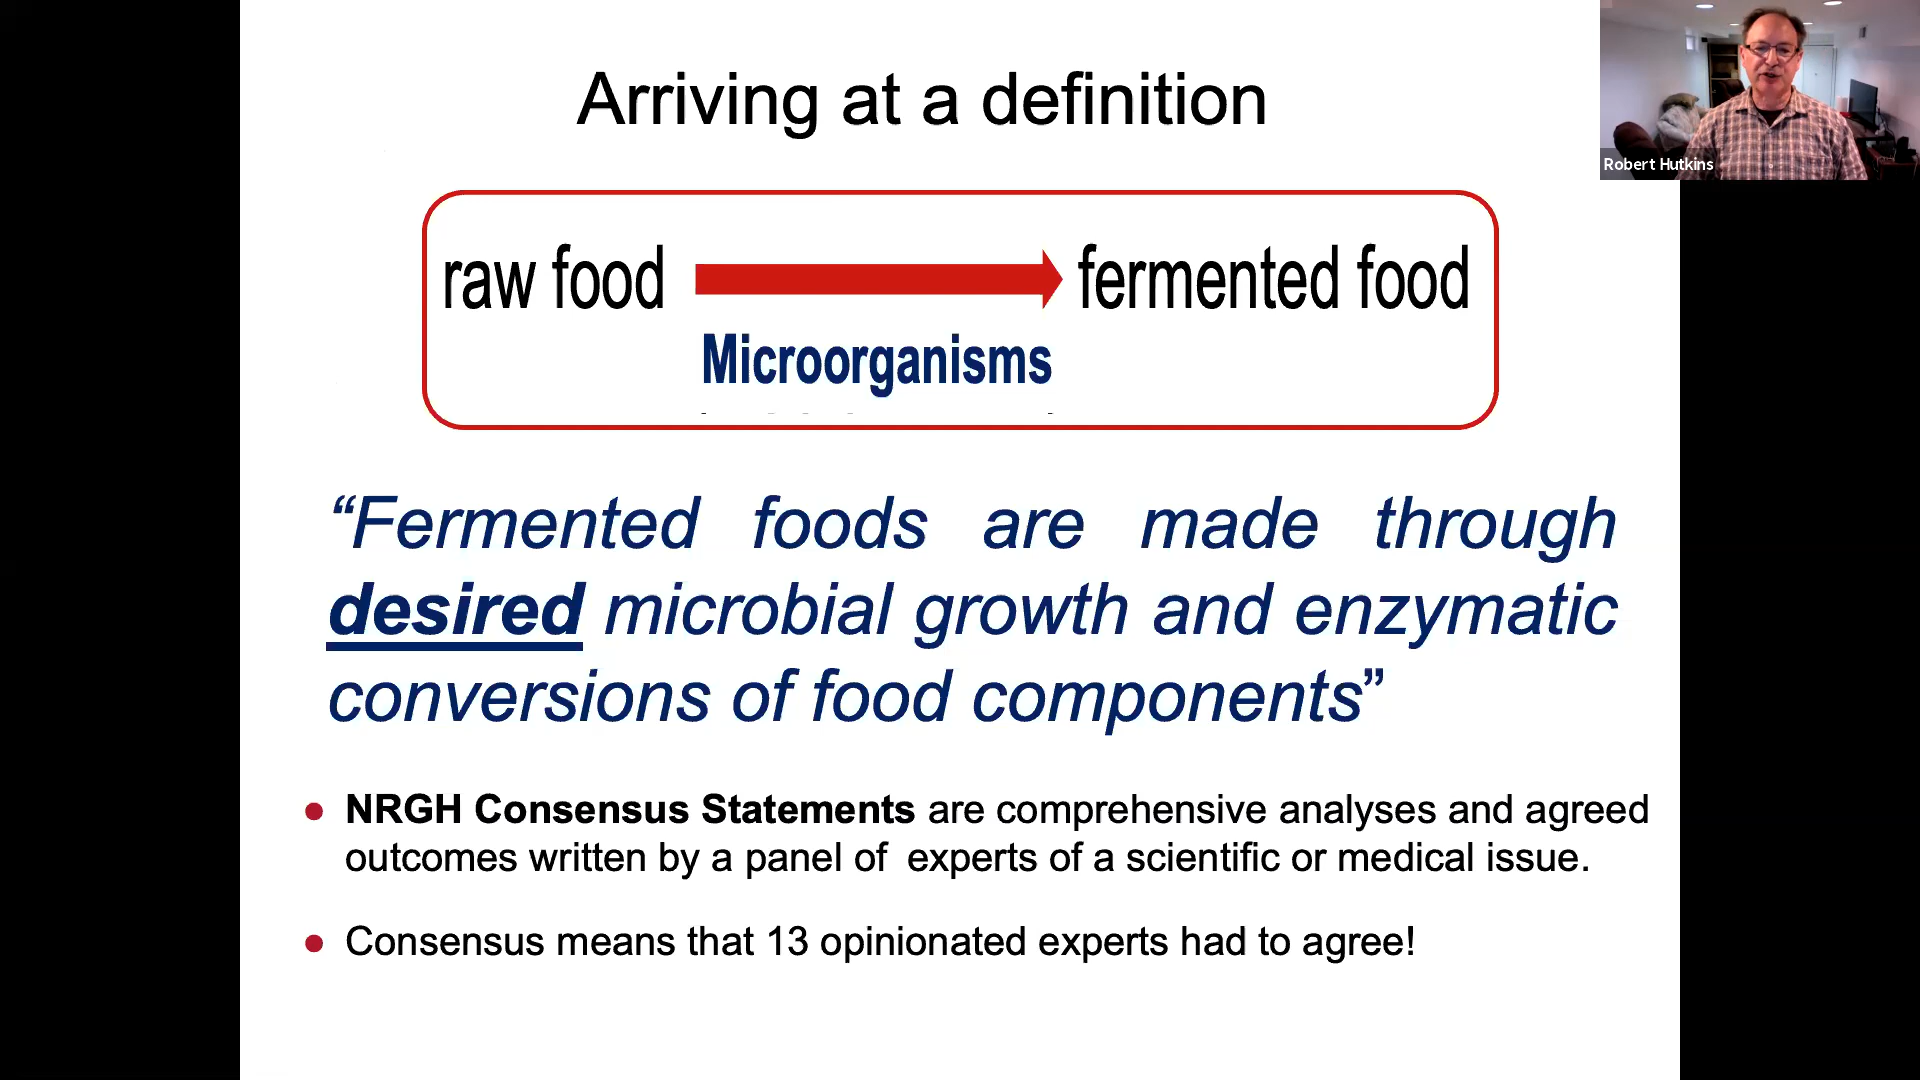 Arriving at a definition
Robert Hutkins
raw food fermented food
Microorganisms
“Fermented foods are made through
desired microbial growth and enzymatic
conversions of food components”
● NRGH Consensus Statements are comprehensive analyses and agreed
outcomes written by a panel of experts of a scientific or medical issue.
● Consensus means that 13 opinionated experts had to agree!